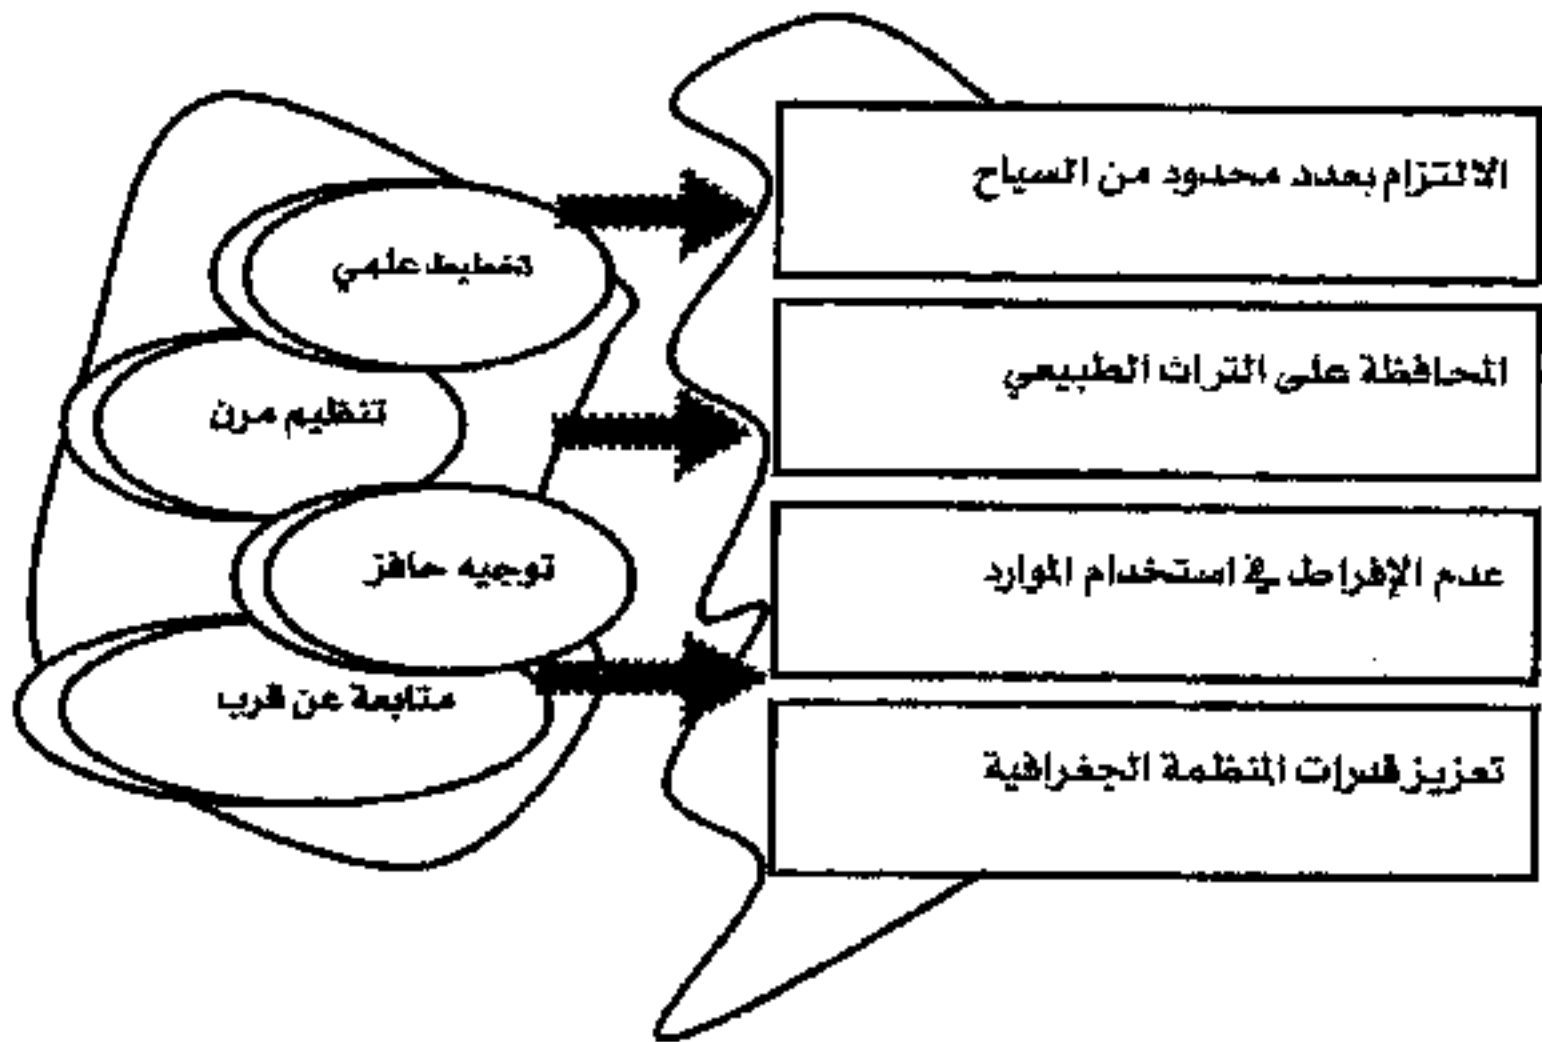 الالتزام بعدد محدود من السياح
المحافظة على التراث الطبيعي
عدم الإفراط في استخدام الموارد
تعزيز قدرات المنظمة الجغرافية
تخطيط علمي
تنظيم مرن
توجيه حافز
متابعة عن قرب